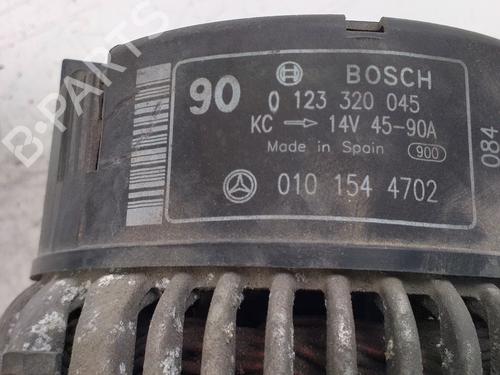 90 BOSCH
0 123 320 045
KC → 14V 45-90A
Made in Spain 900
010 154 4702
084
B-PARTS